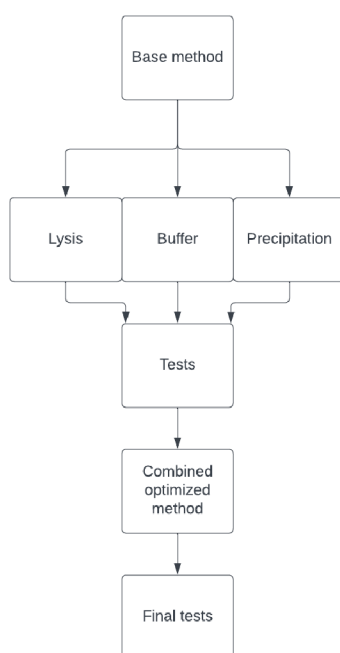 Base method
Lysis
Buffer
Precipitation
Tests
Combined
optimized
method
Final tests